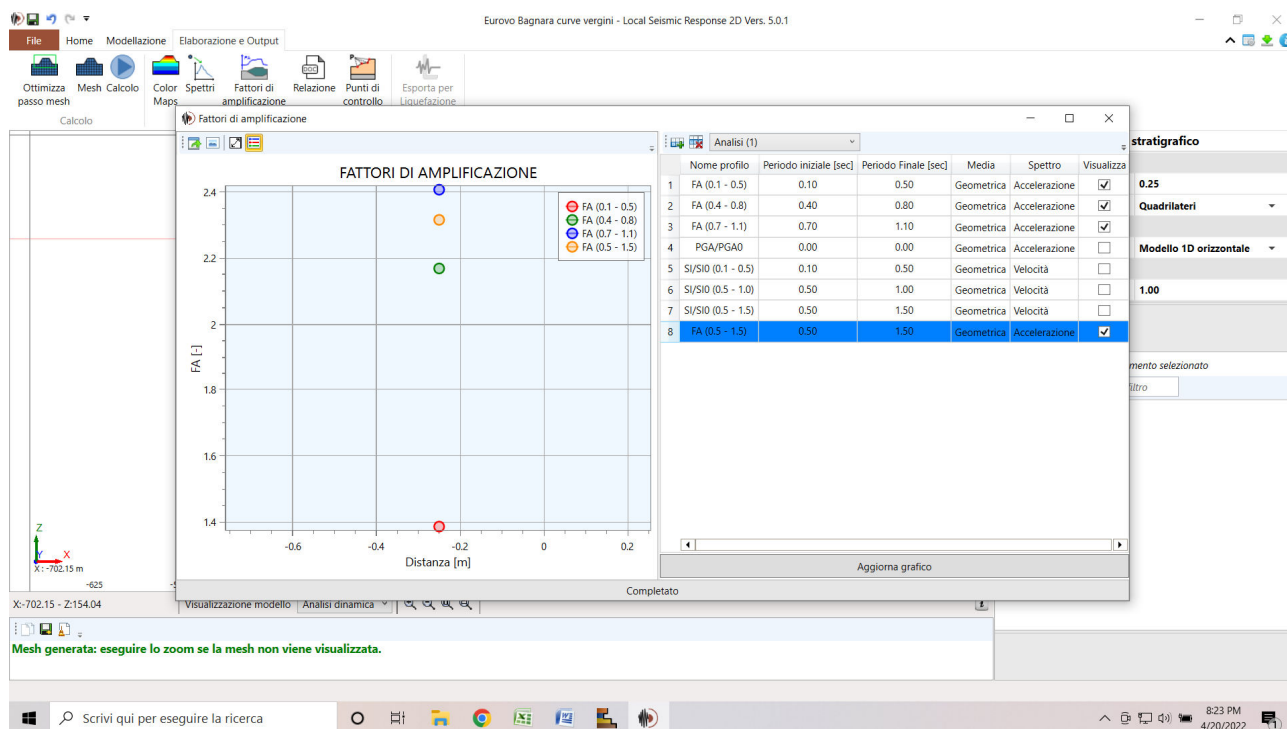 Eurovo Bagnara curve vergini - Local Seismic Response 2D Vers. 5.0.1
File Home Modellazione Elaborazione e Output
Ottimizza passo mesh
Mesh
Calcolo
Color Maps
Spettri
Fattori di amplificazione
Relazione
Punti di controllo
Esporta per Liquefazione
Calcolo
Fattori di amplificazione
Analisi (1)
FATTORI DI AMPLIFICAZIONE
2.4
2.2
2
1.8
1.6
1.4
FA [-]
-0.6 -0.4 -0.2 0 0.2
Distanza [m]
FA (0.1 - 0.5)
FA (0.4 - 0.8)
FA (0.7 - 1.1)
FA (0.5 - 1.5)
Nome profilo Periodo iniziale [sec] Periodo Finale [sec] Media Spettro Visualizza
1 FA (0.1 - 0.5) 0.10 0.50 Geometrica Accelerazione
2 FA (0.4 - 0.8) 0.40 0.80 Geometrica Accelerazione
3 FA (0.7 - 1.1) 0.70 1.10 Geometrica Accelerazione
4 PGA/PGA0 0.00 0.00 Geometrica Accelerazione
5 SI/SI0 (0.1 - 0.5) 0.10 0.50 Geometrica Velocità
6 SI/SI0 (0.5 - 1.0) 0.50 1.00 Geometrica Velocità
7 SI/SI0 (0.5 - 1.5) 0.50 1.50 Geometrica Velocità
8 FA (0.5 - 1.5) 0.50 1.50 Geometrica Accelerazione
Aggiorna grafico
Completato
stratigrafico
0.25
Quadrilateri
Modello 1D orizzontale
1.00
mento selezionato
filtro
Z
Y X
X : -702.15 m
-625
X:-702.15 - Z:154.04
Visualizzazione modello Analisi dinamica
Mesh generata: eseguire lo zoom se la mesh non viene visualizzata.
Scrivi qui per eseguire la ricerca
8:23 PM
4/20/2022